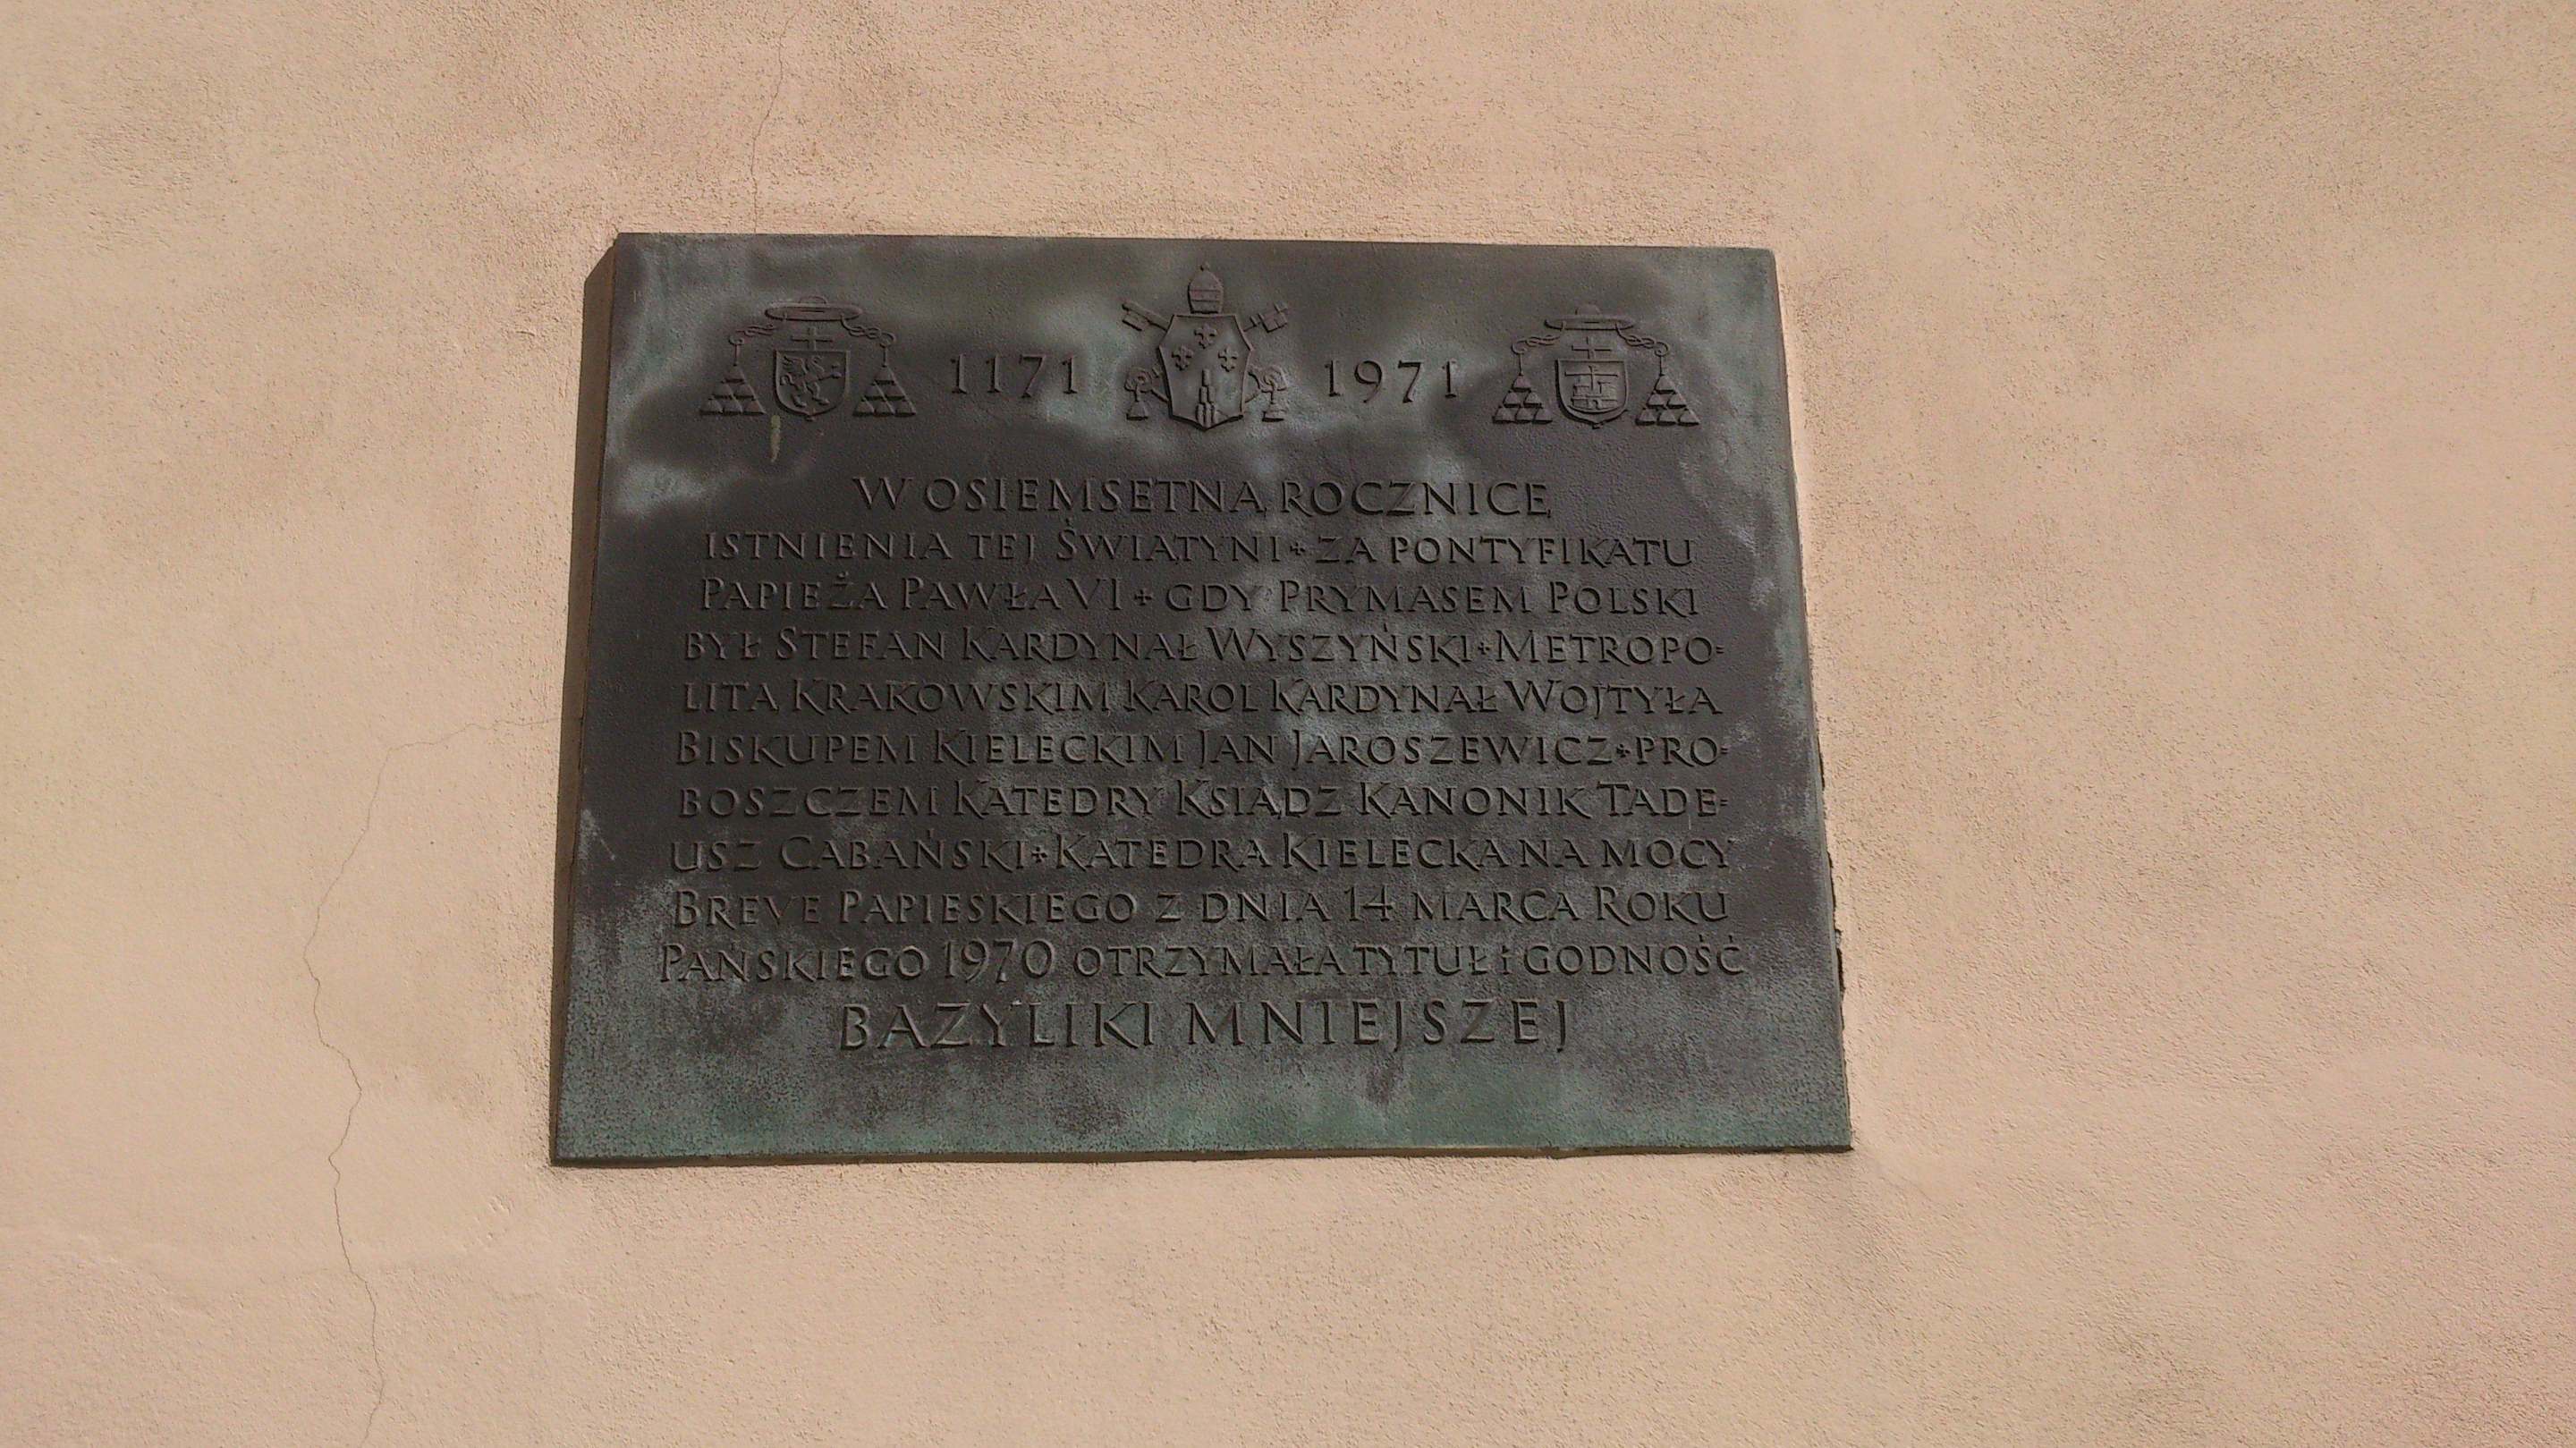 1171 1971
W OSIEMSETNĄ ROCZNICĘ
ISTNIENIA TEJ ŚWIĄTYNI + ZA PONTYFIKATU
PAPIEŻA PAWŁA VI + GDY PRYMASEM POLSKI
BYŁ STEFAN KARDYNAŁ WYSZYŃSKI + METROPO=
LITĄ KRAKOWSKIM KAROL KARDYNAŁ WOJTYŁA
BISKUPEM KIELECKIM JAN JAROSZEWICZ + PRO=
BOSZCZEM KATEDRY KSIĄDZ KANONIK TADE=
USZ CABAŃSKI + KATEDRA KIELECKA NA MOCY
BREVE PAPIESKIEGO Z DNIA 14 MARCA ROKU
PAŃSKIEGO 1970 OTRZYMAŁA TYTUŁ i GODNOŚĆ
BAZYLIKI MNIEJSZEJ